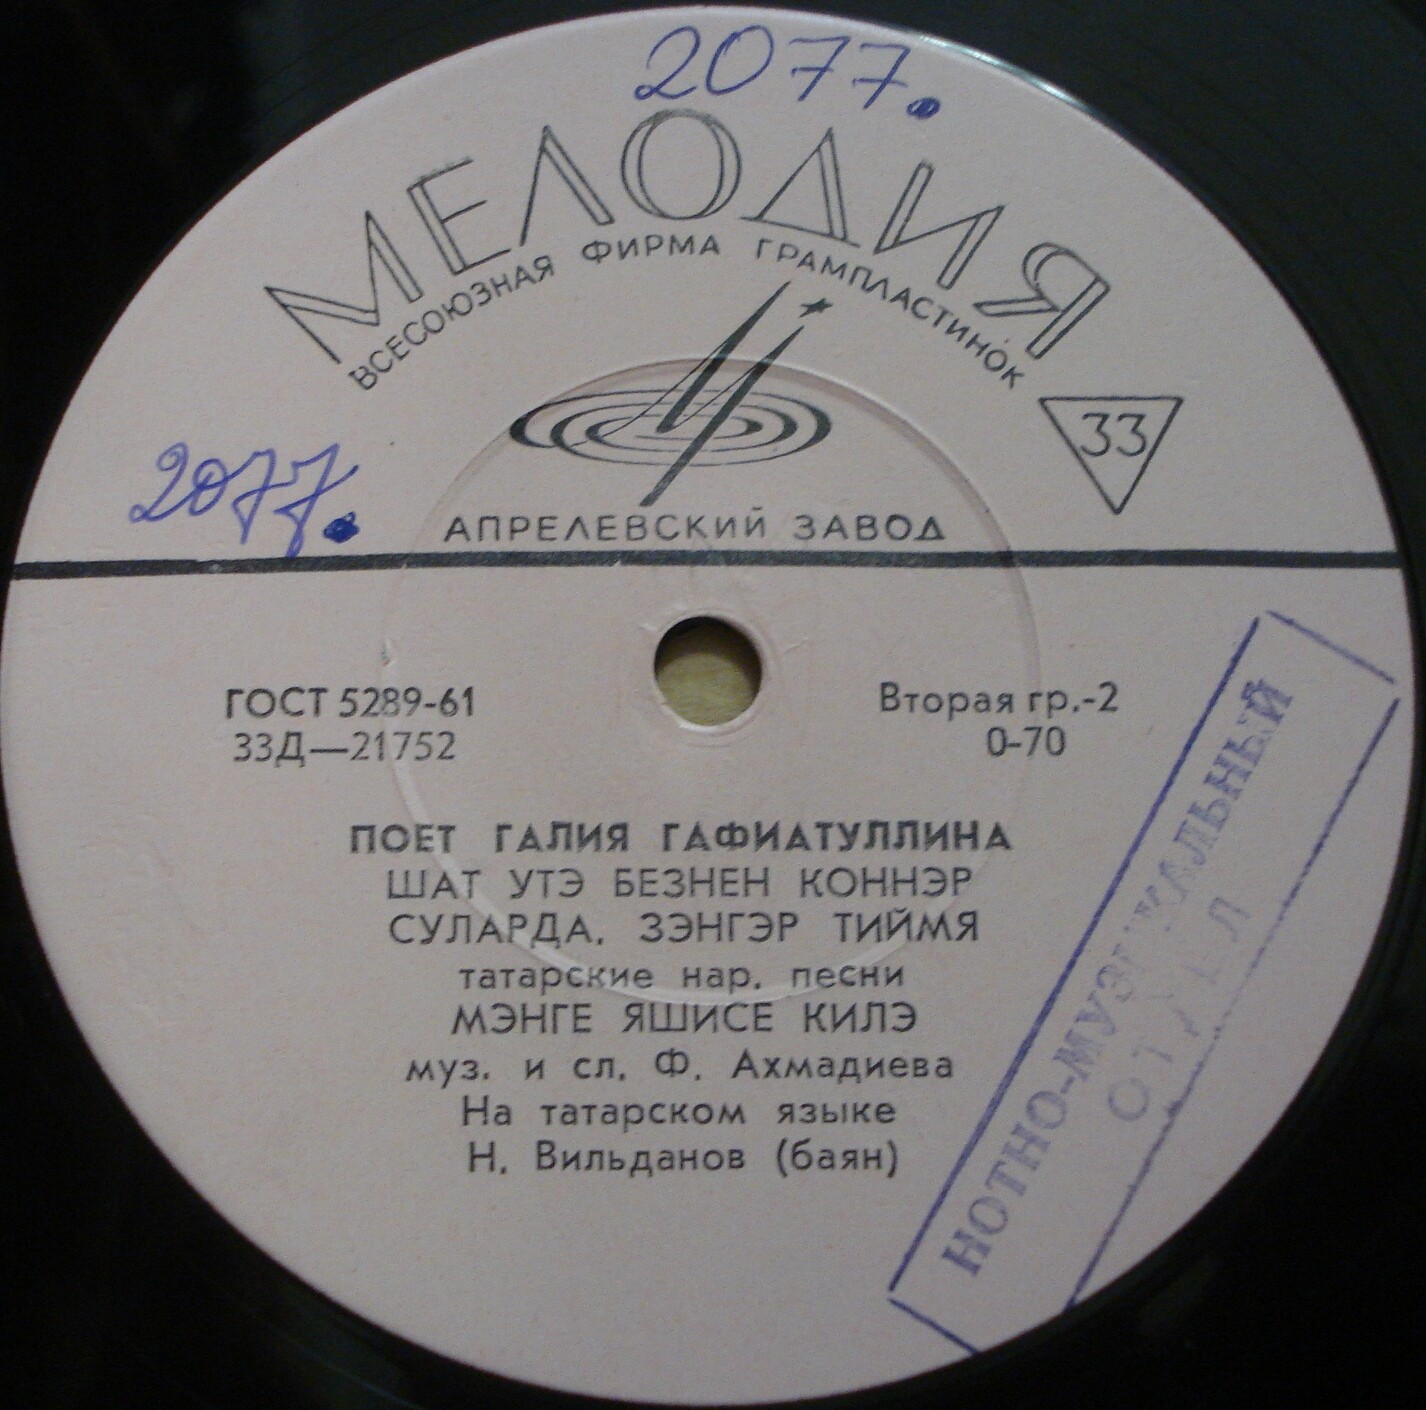 2077.
МЕЛОДИЯ
ВСЕСОЮЗНАЯ ФИРМА ГРАМПЛАСТИНОК
33
2077.
АПРЕЛЕВСКИЙ ЗАВОД
ГОСТ 5289-61
33Д—21752
Вторая гр.-2
0-70
ПОЕТ ГАЛИЯ ГАФИАТУЛЛИНА
ШАТ УТЭ БЕЗНЕН КОННЭР
СУЛАРДА, ЗЭНГЭР ТИЙМЯ
татарские нар. песни
МЭНГЕ ЯШИСЕ КИЛЭ
муз. и сл. Ф. Ахмадиева
На татарском языке
Н. Вильданов (баян)
НОТНО-МУЗЫКАЛЬНЫЙ
ОТДЕЛ